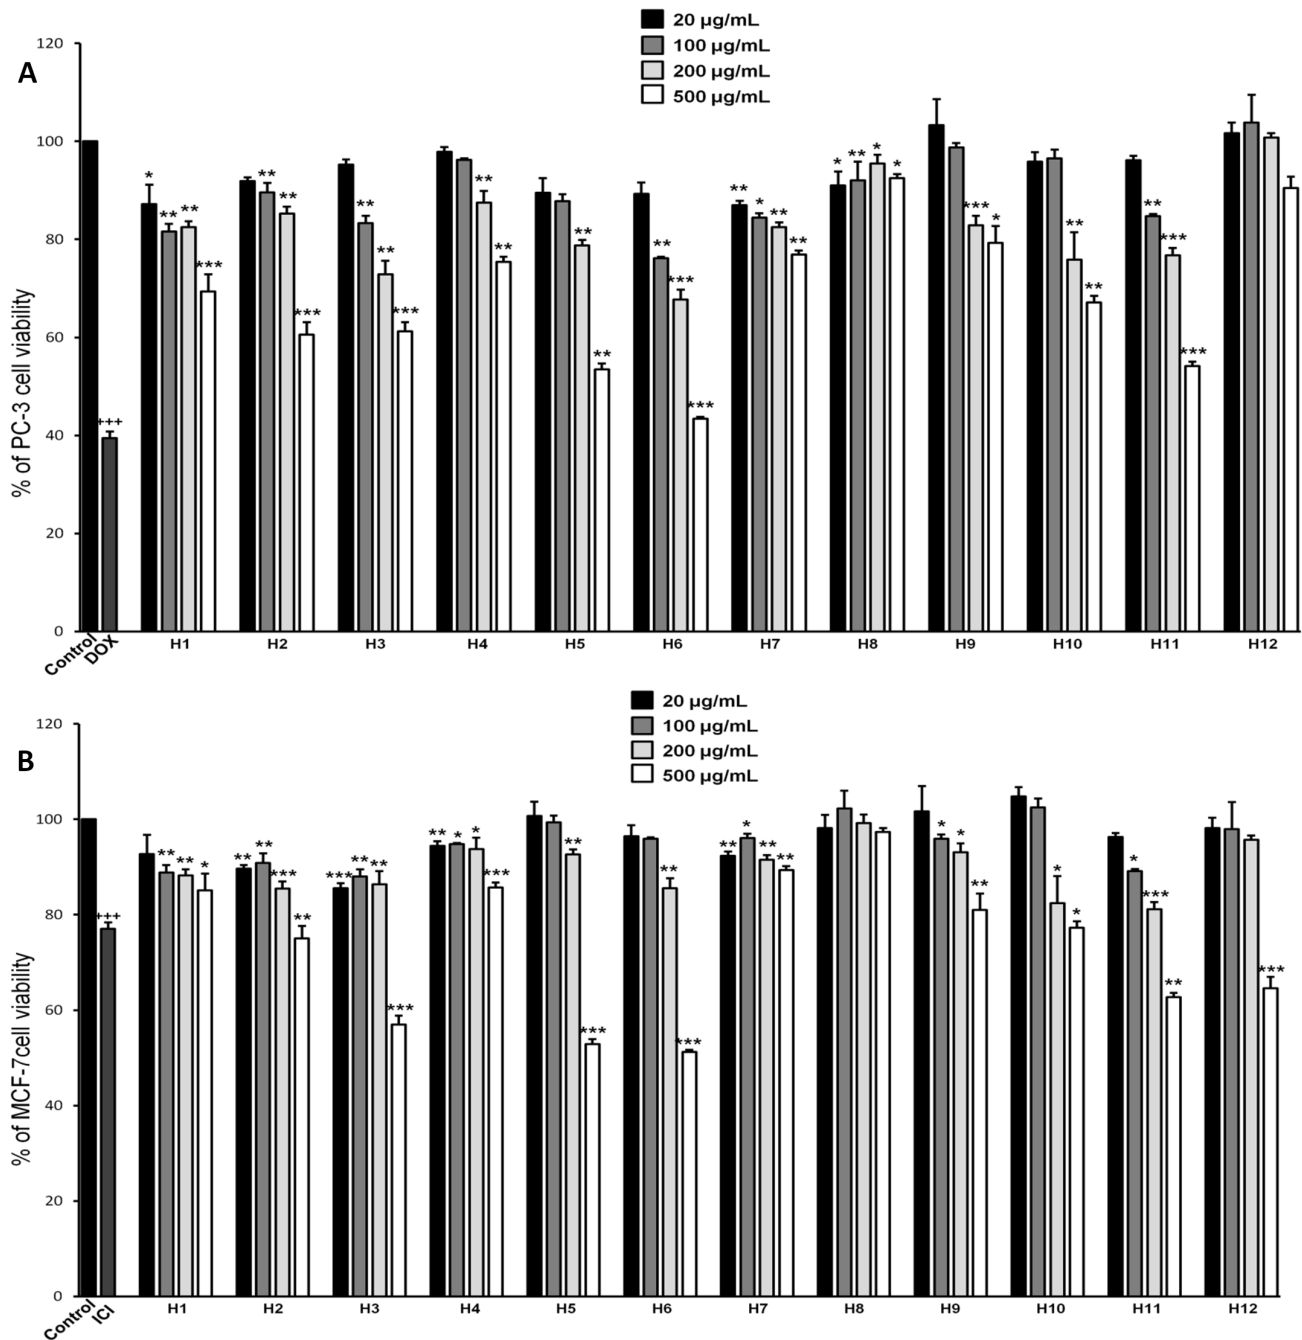 20 µg/mL
100 µg/mL
200 µg/mL
500 µg/mL
A
120
100
80
60
40
20
0
% of PC-3 cell viability
+++
* ** ** ***
** ** ***
** ** ***
** **
** **
** *** ***
** * ** **
* ** * *
*** *
** **
** *** ***
Control DOX H1 H2 H3 H4 H5 H6 H7 H8 H9 H10 H11 H12
20 µg/mL
100 µg/mL
200 µg/mL
500 µg/mL
B
120
100
80
60
40
20
0
% of MCF-7cell viability
+++
** ** *
** ** *** **
*** ** ** ***
** * * ***
** ***
** ***
** * ** **
* * **
* *
* *** **
***
Control ICI H1 H2 H3 H4 H5 H6 H7 H8 H9 H10 H11 H12